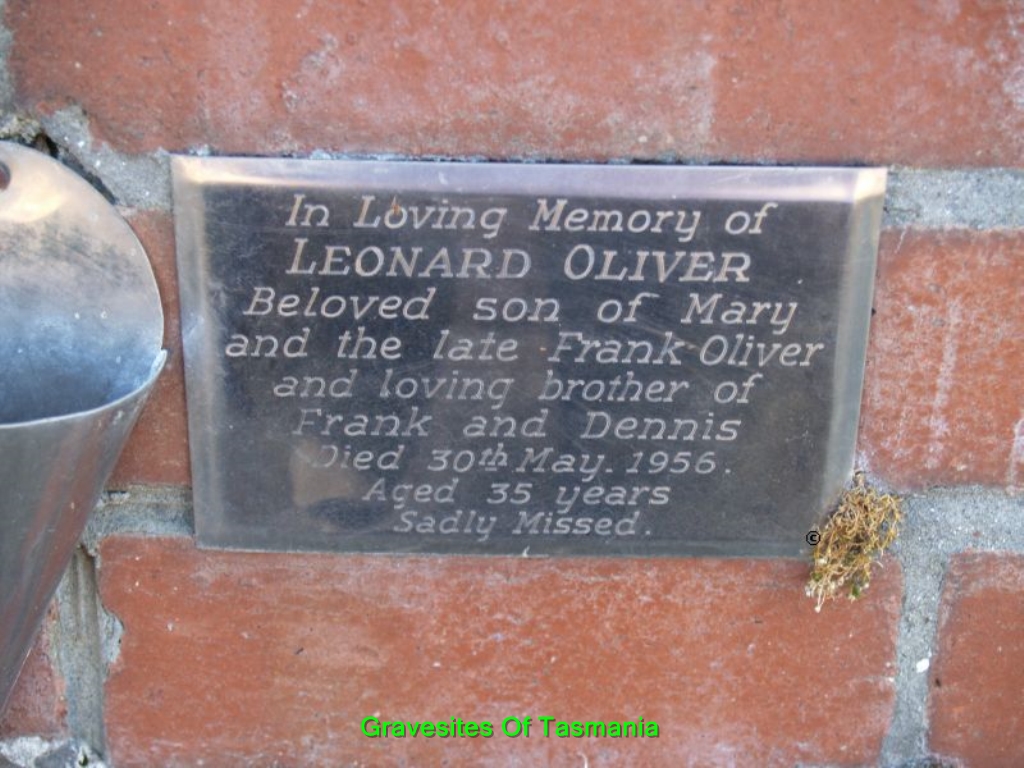 In Loving Memory of
LEONARD OLIVER
Beloved son of Mary
and the late Frank Oliver
and loving brother of
Frank and Dennis
Died 30th May. 1956.
Aged 35 years
Sadly Missed.
©
Gravesites Of Tasmania